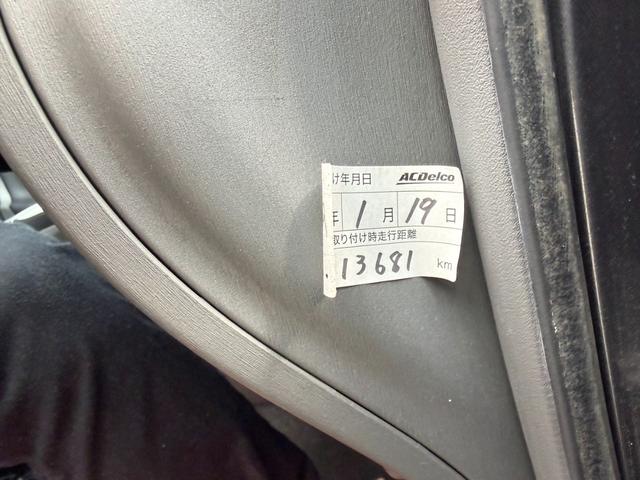 け年月日 ACDelco
年 1 月 19 日
取り付け時走行距離
13681 km